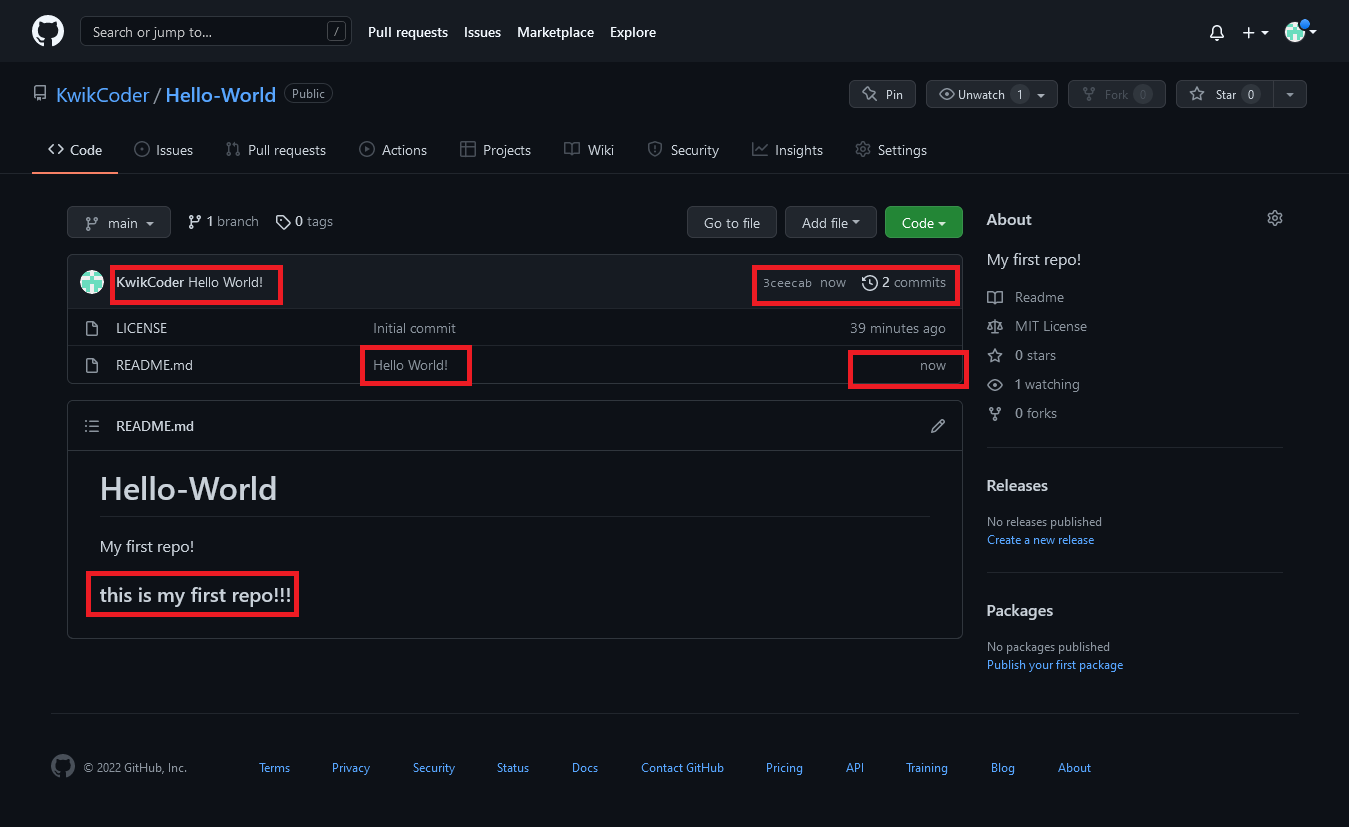 Search or jump to... / Pull requests Issues Marketplace Explore
KwikCoder / Hello-World Public Pin Unwatch 1 Fork 0 Star 0
Code Issues Pull requests Actions Projects Wiki Security Insights Settings
main 1 branch 0 tags Go to file Add file Code
KwikCoder Hello World! 3ceecab now 2 commits
LICENSE Initial commit 39 minutes ago
README.md Hello World! now
README.md
Hello-World
My first repo!
this is my first repo!!!
About
My first repo!
Readme
MIT License
0 stars
1 watching
0 forks
Releases
No releases published
Create a new release
Packages
No packages published
Publish your first package
© 2022 GitHub, Inc. Terms Privacy Security Status Docs Contact GitHub Pricing API Training Blog About